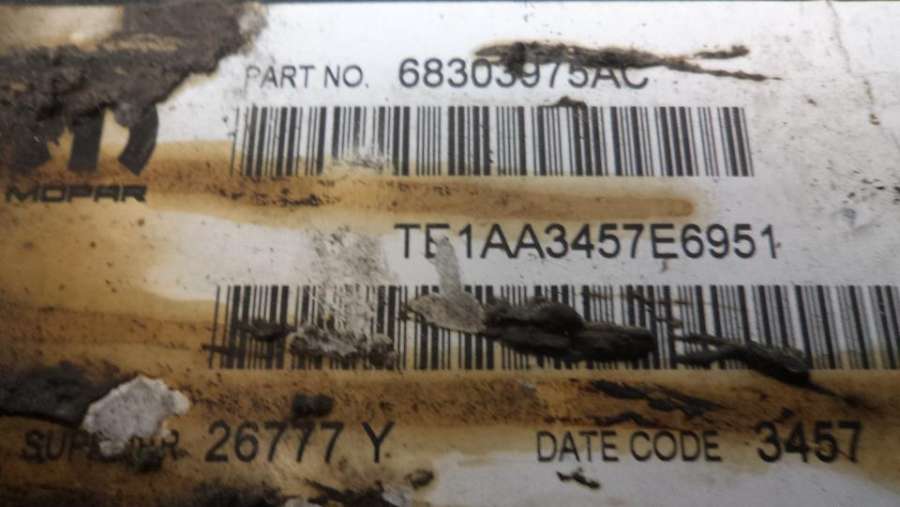 PART NO. 68303975AC
MOPAR
TE1AA3457E6951
26777 Y DATE CODE 3457